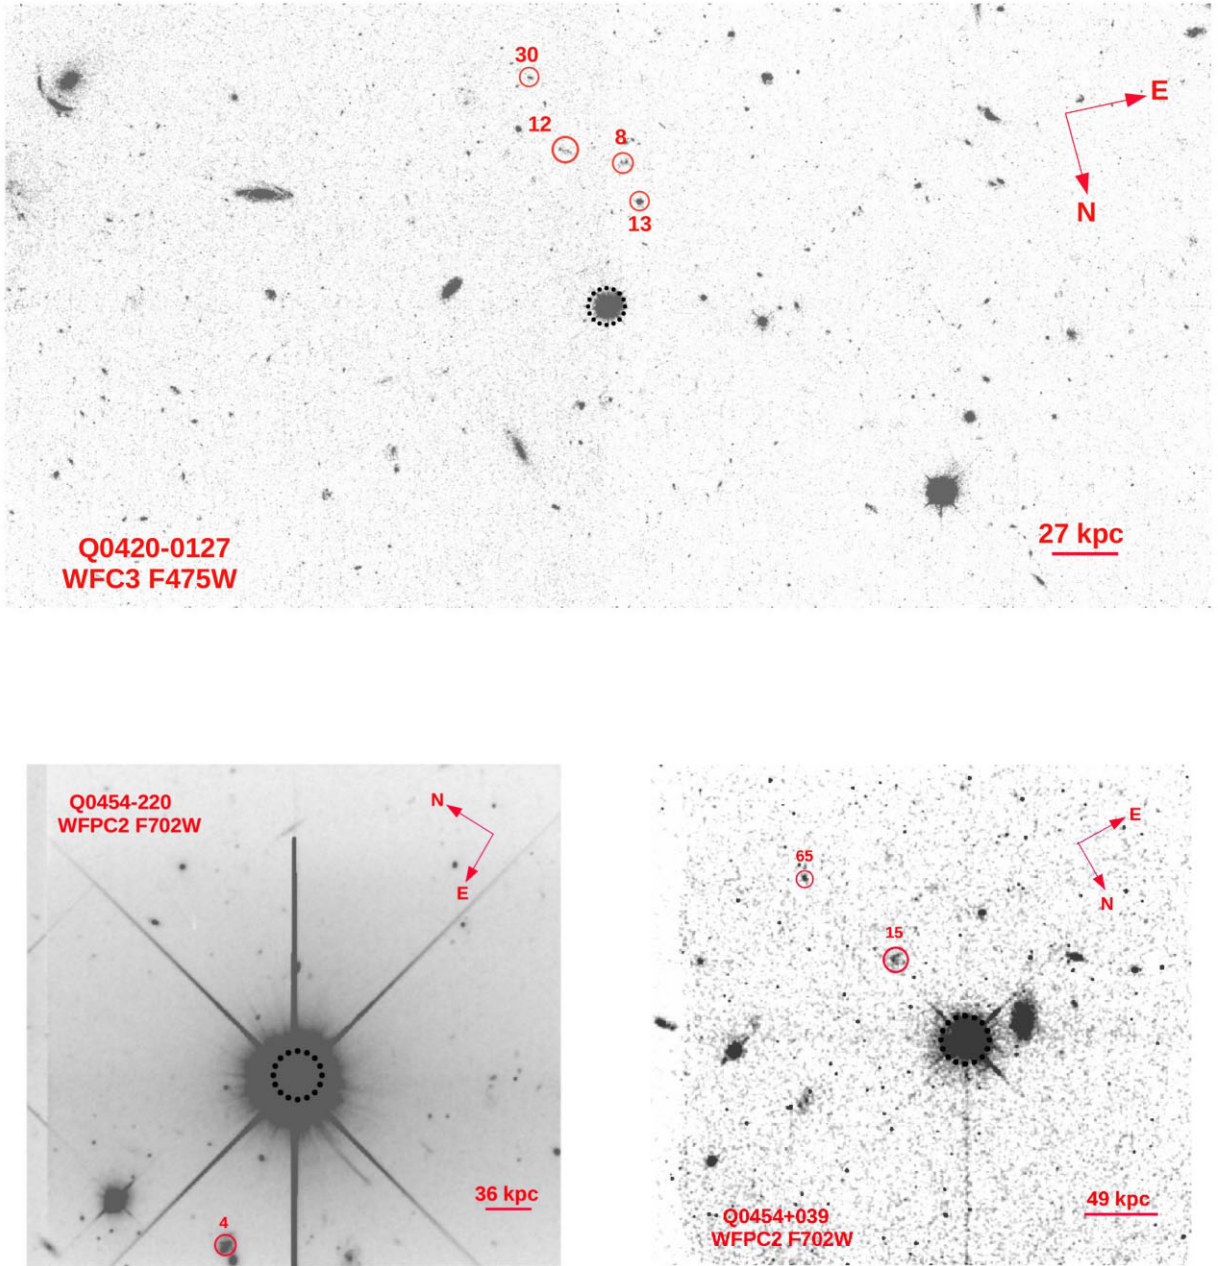 30
12
8
13
E
N
27 kpc
Q0420-0127
WFC3 F475W
Q0454-220
WFPC2 F702W
N
E
36 kpc
4
65
15
E
N
49 kpc
Q0454+039
WFPC2 F702W